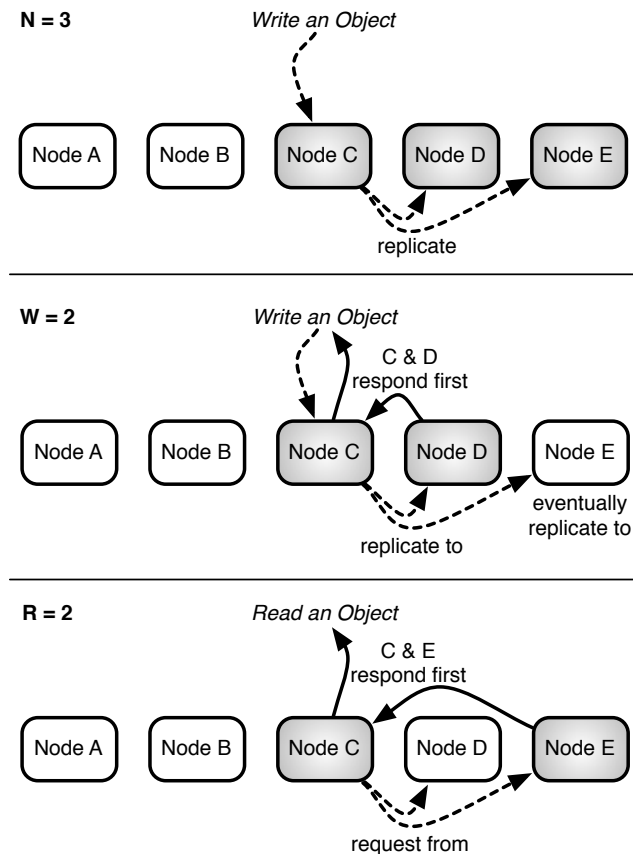 N = 3
Write an Object
Node A
Node B
Node C
Node D
Node E
replicate
W = 2
Write an Object
C & D
respond first
Node A
Node B
Node C
Node D
Node E
replicate to
eventually
replicate to
R = 2
Read an Object
C & E
respond first
Node A
Node B
Node C
Node D
Node E
request from